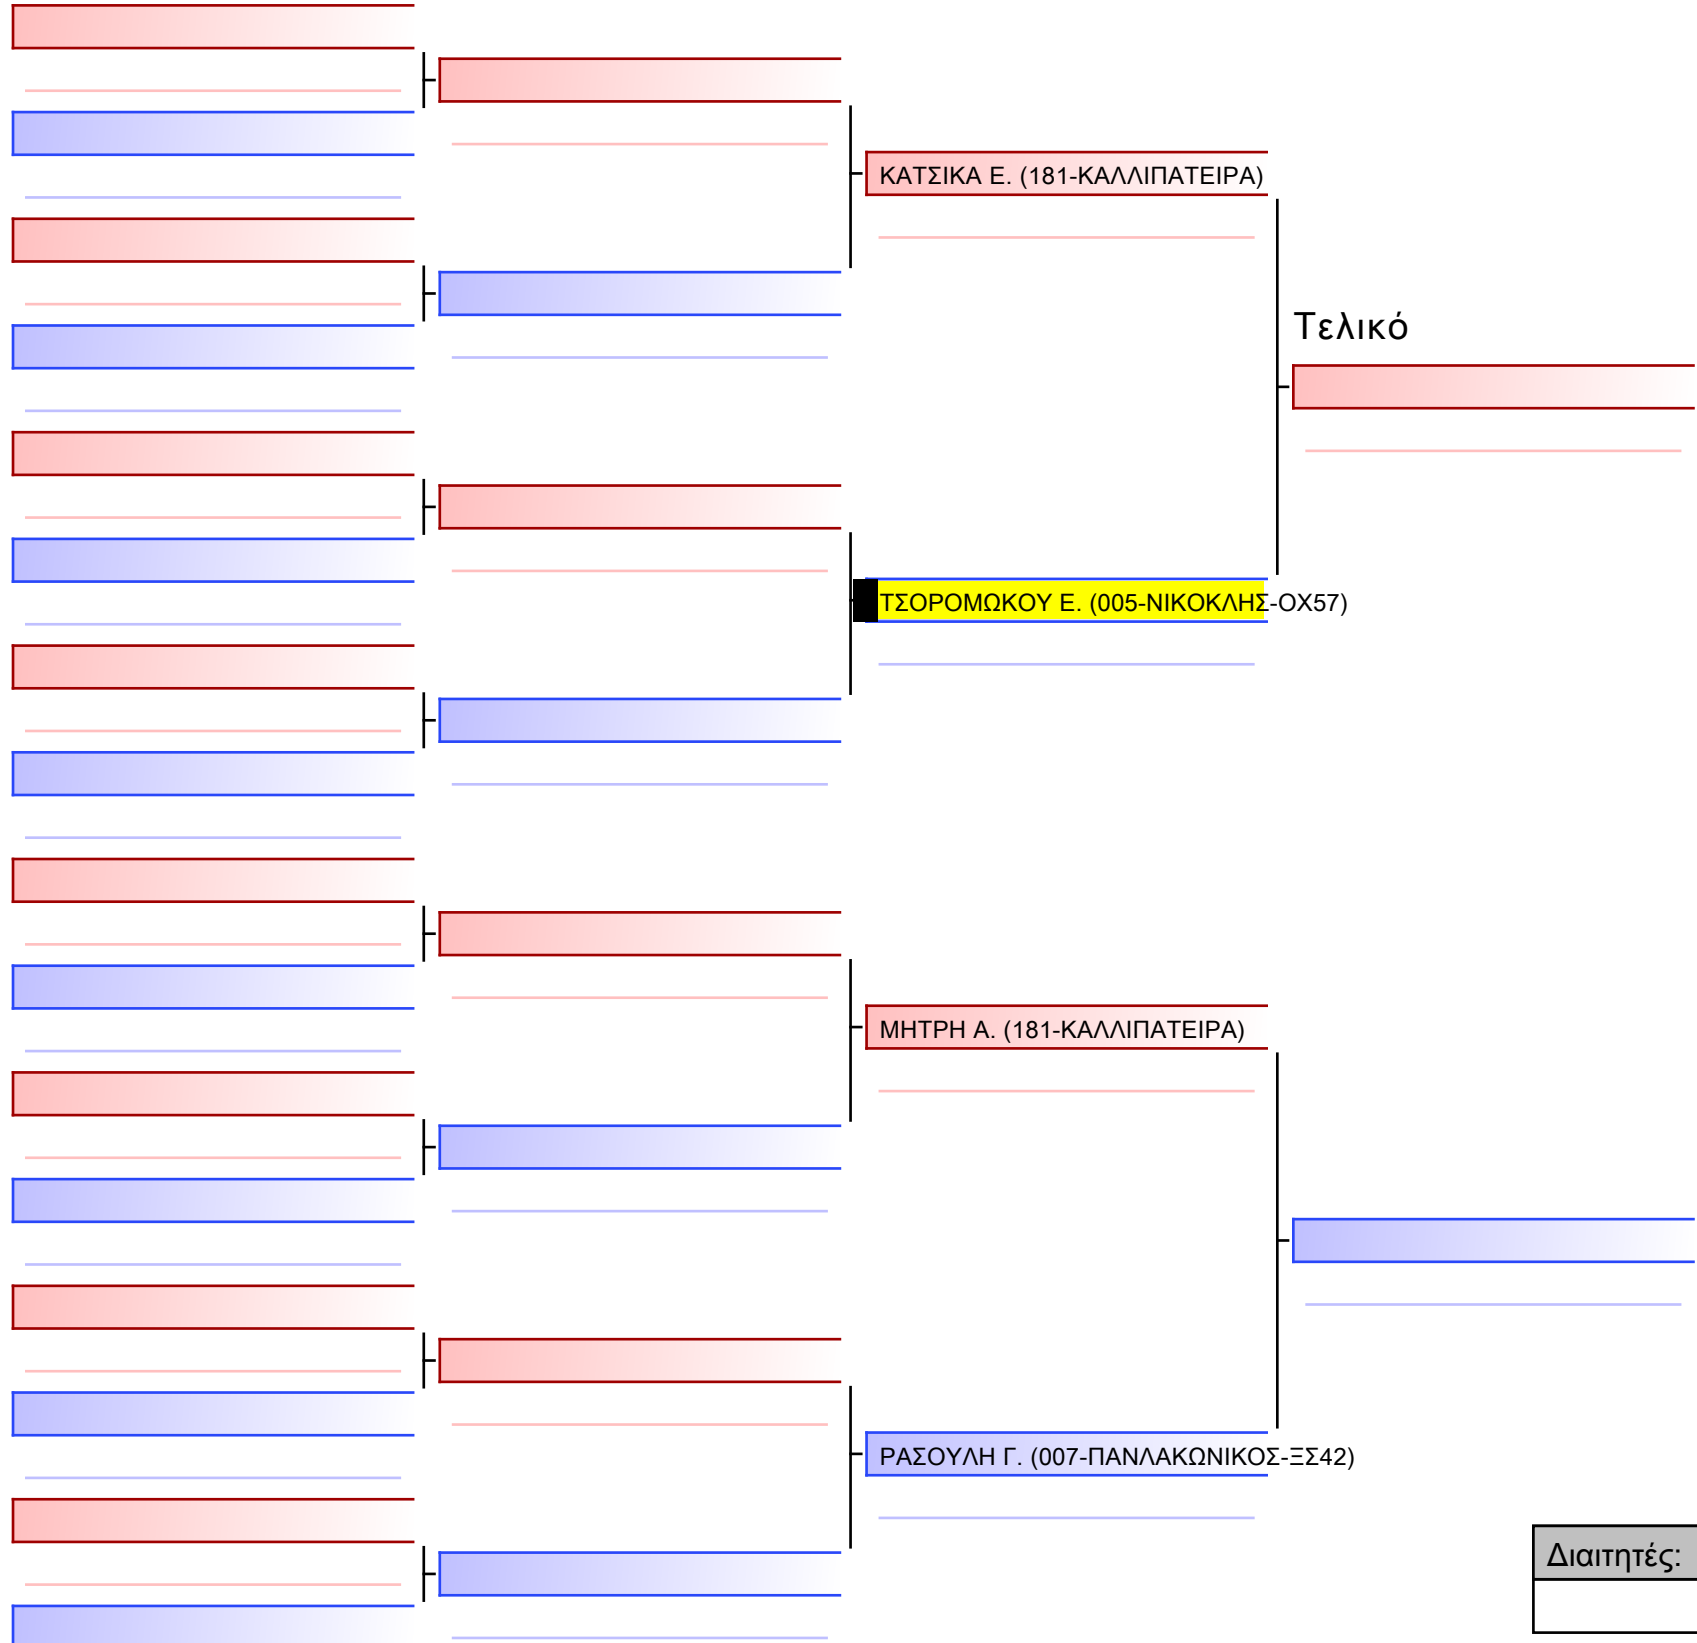 ΚΑΤΣΙΚΑ Ε. (181-ΚΑΛΛΙΠΑΤΕΙΡΑ)
Τελικό
ΤΣΟΡΟΜΩΚΟΥ Ε. (005-ΝΙΚΟΚΛΗΣ-ΟΧ57)
ΜΗΤΡΗ Α. (181-ΚΑΛΛΙΠΑΤΕΙΡΑ)
ΡΑΣΟΥΛΗ Γ. (007-ΠΑΝΛΑΚΩΝΙΚΟΣ-ΞΣ42)
Διαιτητές: